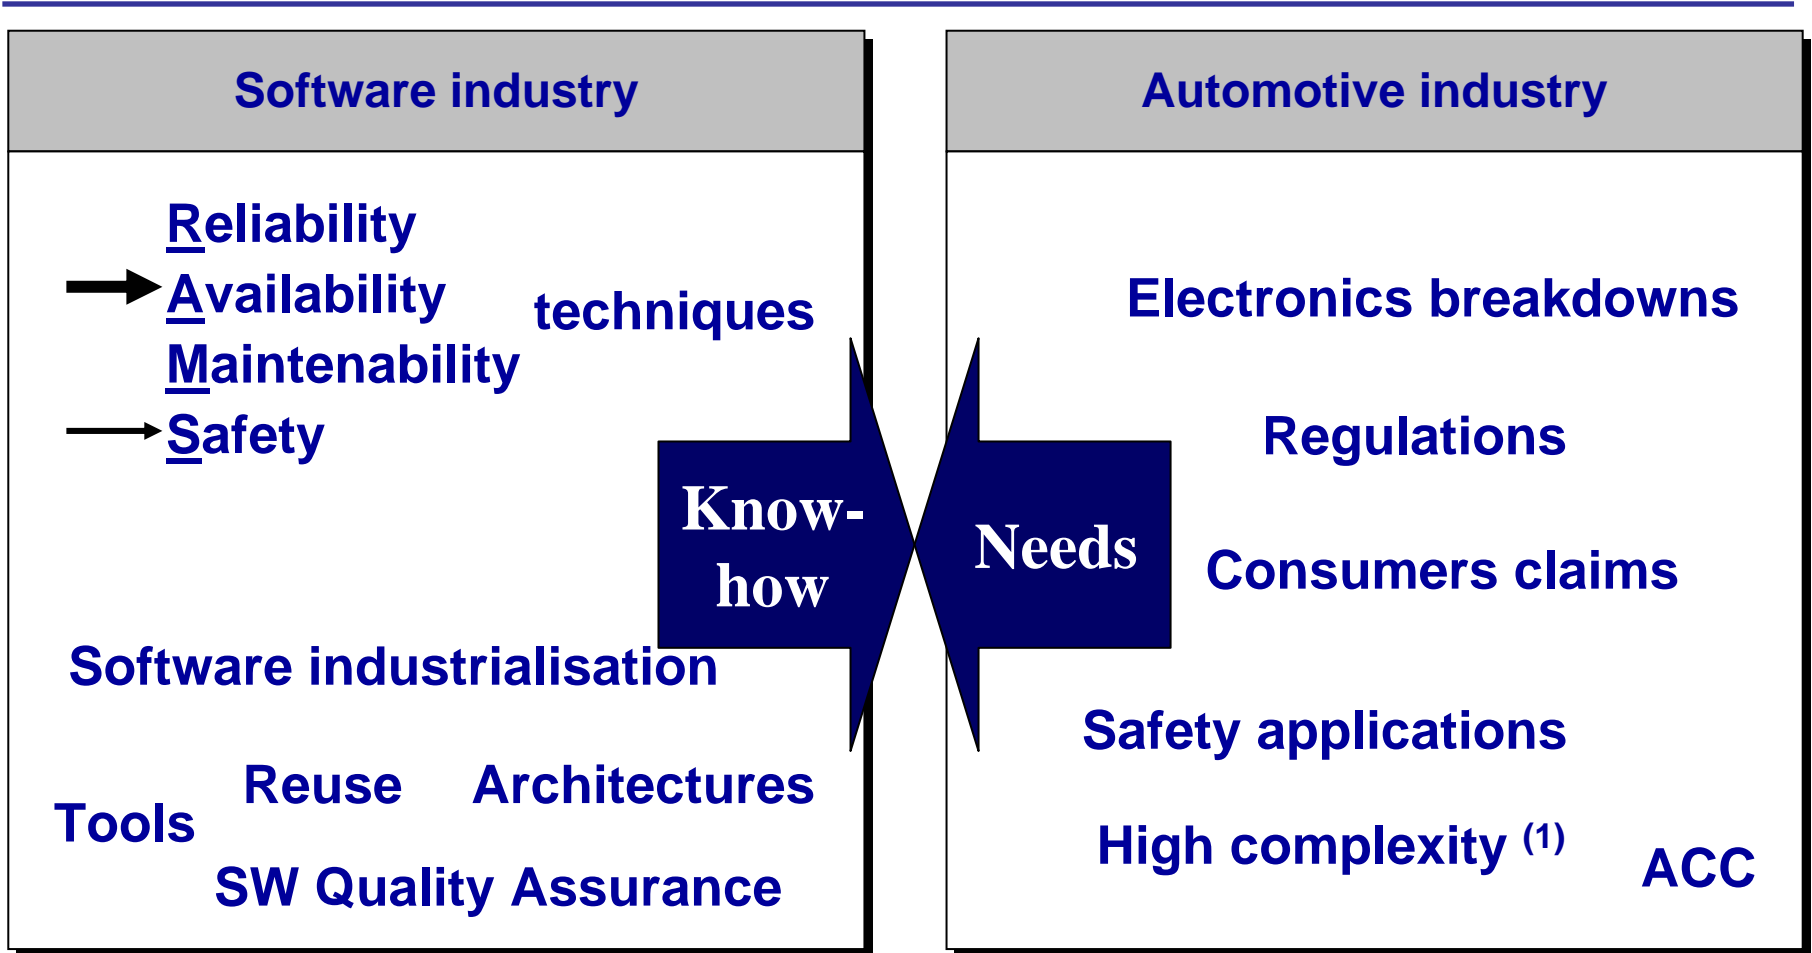 Software industry
Reliability
Availability
techniques
Maintenability
Safety
Know-
how
Software industrialisation
Reuse
Architectures
Tools
SW Quality Assurance
Automotive industry
Electronics breakdowns
Regulations
Needs
Consumers claims
Safety applications
High complexity (1)
ACC